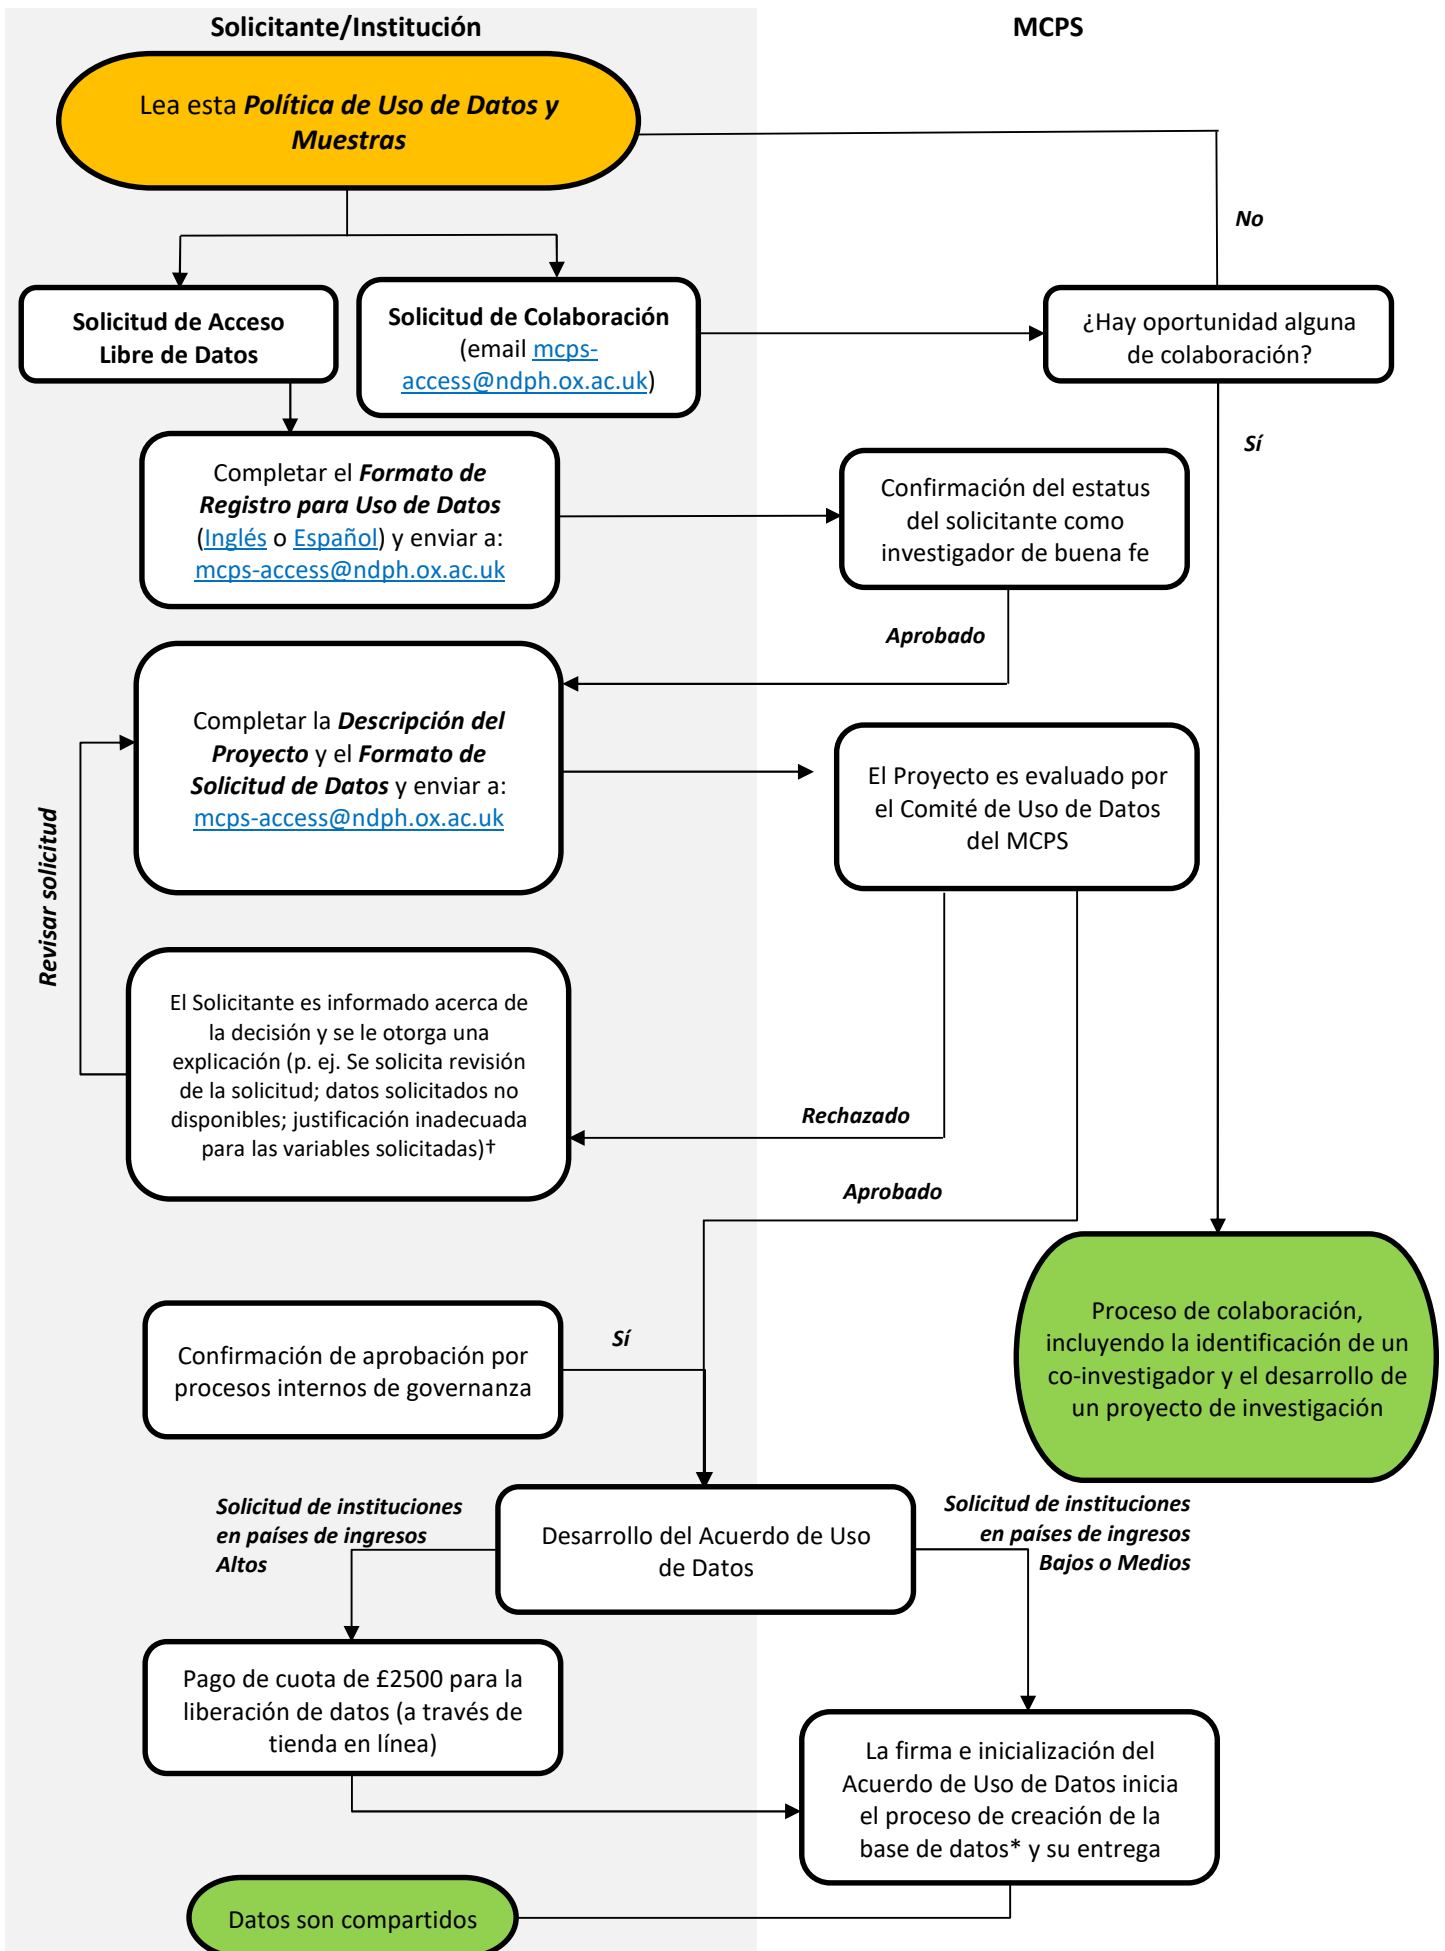 Solicitante/Institución
MCPS
Lea esta Política de Uso de Datos y
Muestras
No
Solicitud de Acceso
Libre de Datos
Solicitud de Colaboración
(email mcps-
access@ndph.ox.ac.uk)
¿Hay oportunidad alguna
de colaboración?
Sí
Completar el Formato de
Registro para Uso de Datos
(Inglés o Español) y enviar a:
mcps-access@ndph.ox.ac.uk
Confirmación del estatus
del solicitante como
investigador de buena fe
Aprobado
Completar la Descripción del
Proyecto y el Formato de
Solicitud de Datos y enviar a:
mcps-access@ndph.ox.ac.uk
El Proyecto es evaluado por
el Comité de Uso de Datos
del MCPS
Revisar solicitud
El Solicitante es informado acerca de
la decisión y se le otorga una
explicación (p. ej. Se solicita revisión
de la solicitud; datos solicitados no
disponibles; justificación inadecuada
para las variables solicitadas)†
Rechazado
Aprobado
Proceso de colaboración,
incluyendo la identificación de un
co-investigador y el desarrollo de
un proyecto de investigación
Confirmación de aprobación por
procesos internos de governanza
Sí
Solicitud de instituciones
en países de ingresos
Altos
Desarrollo del Acuerdo de Uso
de Datos
Solicitud de instituciones
en países de ingresos
Bajos o Medios
Pago de cuota de £2500 para la
liberación de datos (a través de
tienda en línea)
La firma e inicialización del
Acuerdo de Uso de Datos inicia
el proceso de creación de la
base de datos* y su entrega
Datos son compartidos